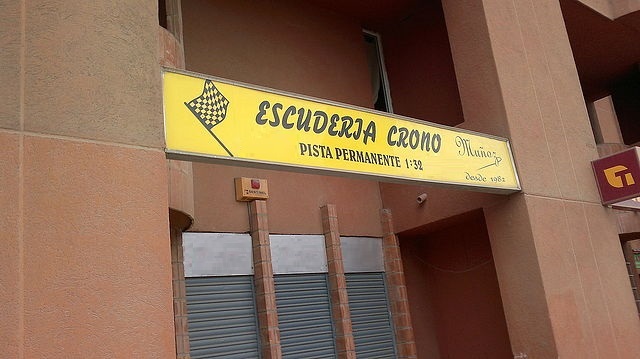 ESCUDERIA CRONO
PISTA PERMANENTE 1:32
Muñoz
desde 1982